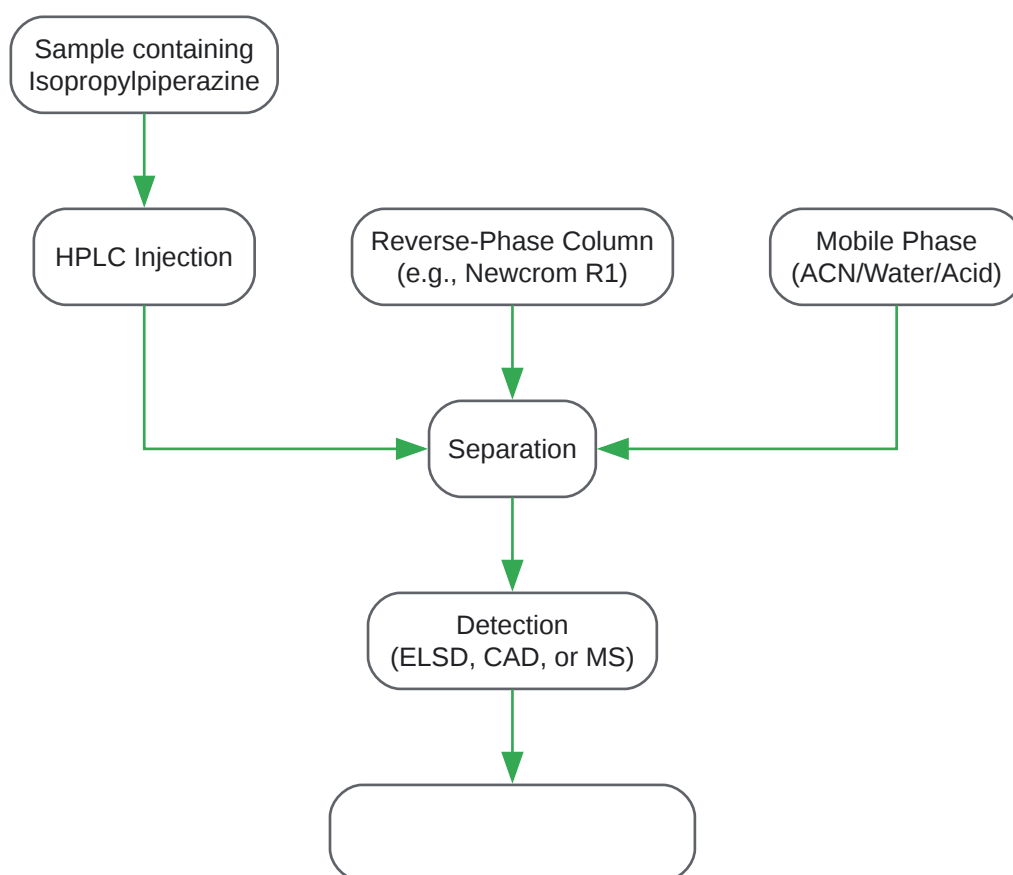 Sample containing
Isopropylpiperazine
HPLC Injection
Reverse-Phase Column
(e.g., Newcrom R1)
Mobile Phase
(ACN/Water/Acid)
Separation
Detection
(ELSD, CAD, or MS)